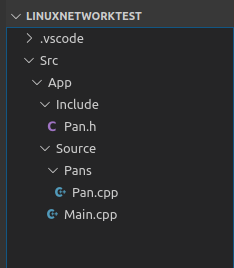 LINUXNETWORKTEST
.vscode
Src
App
Include
C Pan.h
Source
Pans
C++ Pan.cpp
C++ Main.cpp